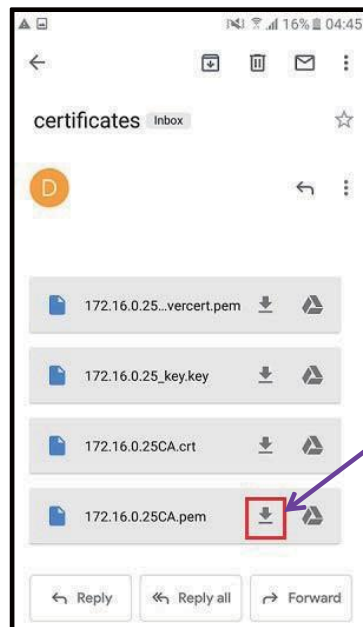 16% 04:45
certificates Inbox
D
172.16.0.25...vercert.pem
172.16.0.25_key.key
172.16.0.25CA.crt
172.16.0.25CA.pem
Reply Reply all Forward